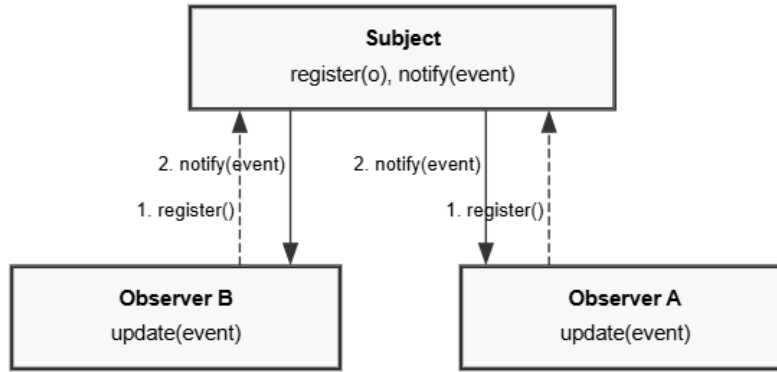 Subject
register(o), notify(event)
2. notify(event)
2. notify(event)
1. register()
1. register()
Observer B
update(event)
Observer A
update(event)